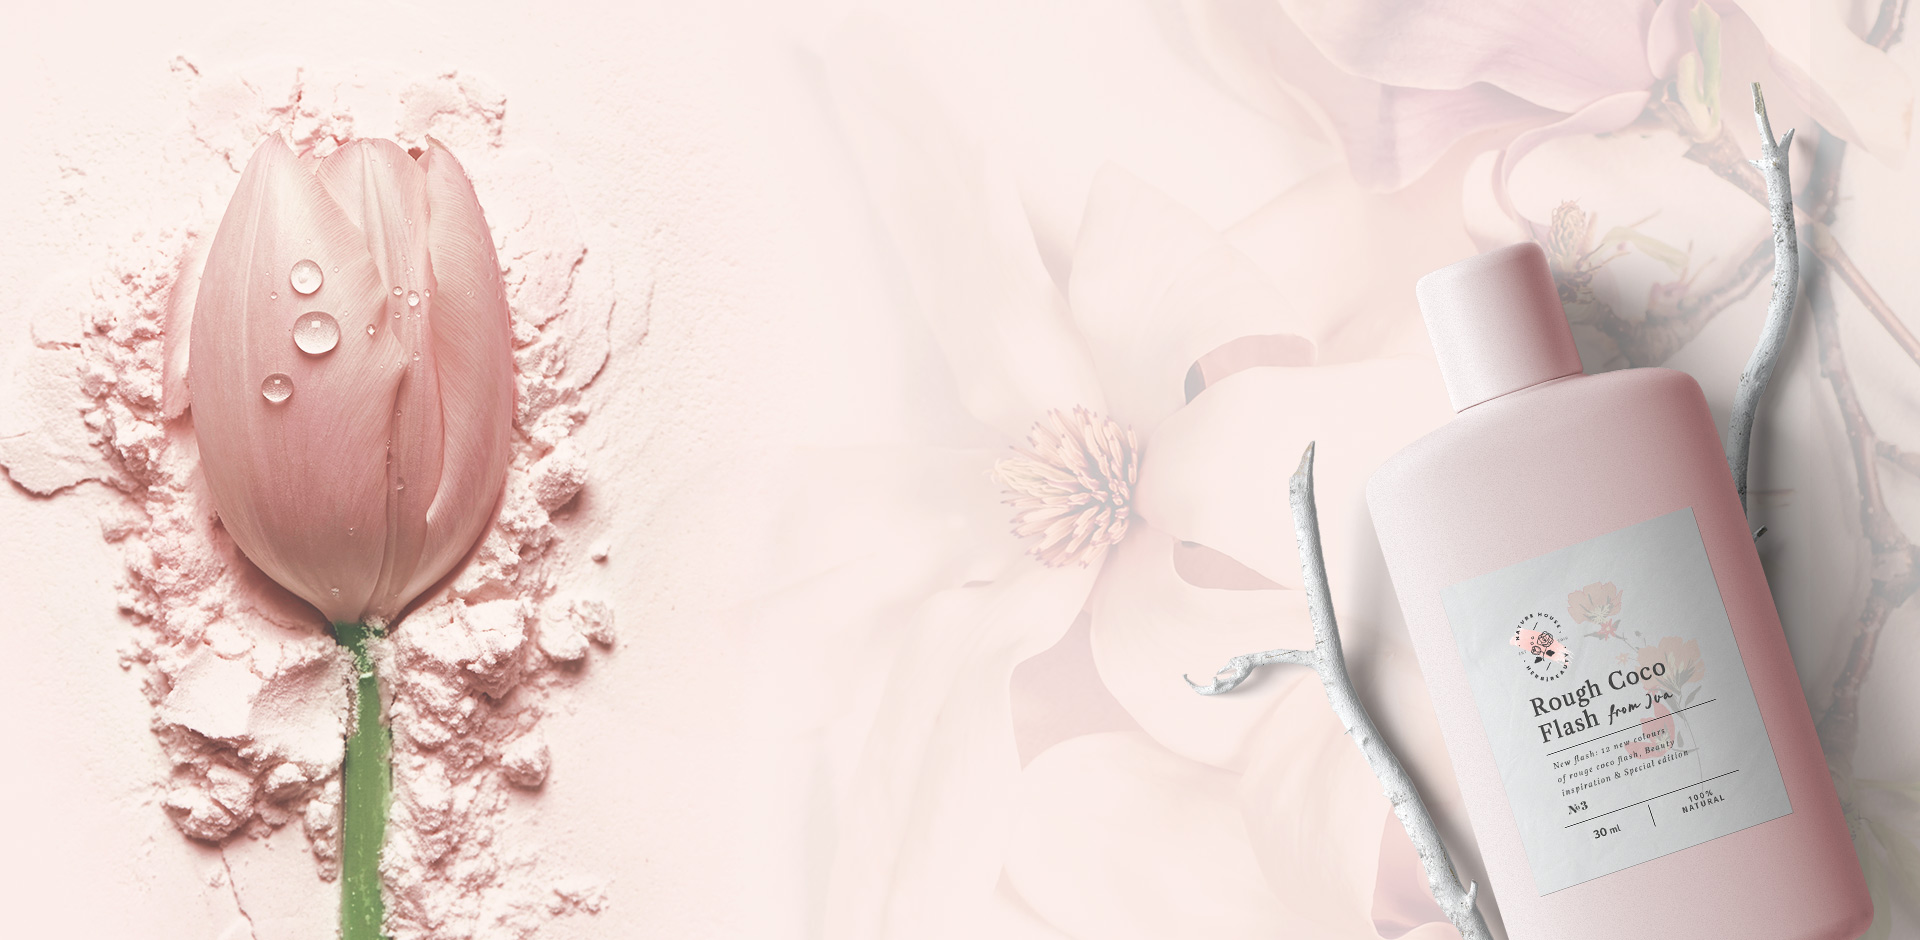 NATURE HOUSE
Rough Coco
Flash from Iva
New flash: 12 new colours
of rouge coco flash, Beauty
inspiration & Special edition
№3
30 ml
100%
NATURAL